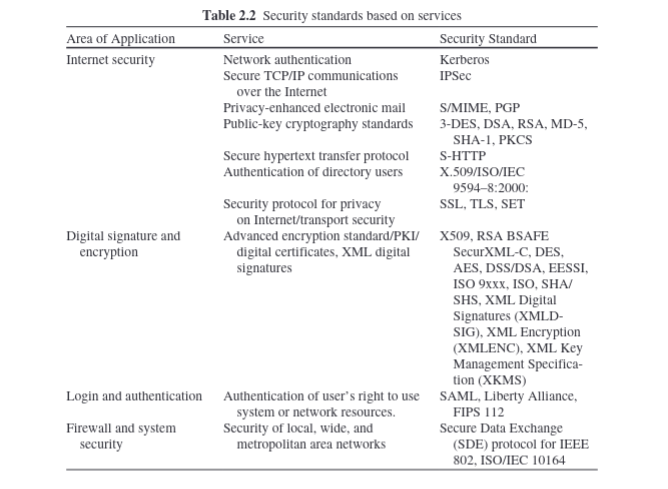 Table 2.2 Security standards based on services
Area of Application Service Security Standard
Internet security Network authentication Kerberos
Secure TCP/IP communications IPSec
over the Internet
Privacy-enhanced electronic mail S/MIME, PGP
Public-key cryptography standards 3-DES, DSA, RSA, MD-5,
SHA-1, PKCS
Secure hypertext transfer protocol S-HTTP
Authentication of directory users X.509/ISO/IEC
9594–8:2000:
Security protocol for privacy SSL, TLS, SET
on Internet/transport security
Digital signature and Advanced encryption standard/PKI/ X509, RSA BSAFE
encryption digital certificates, XML digital SecurXML-C, DES,
signatures AES, DSS/DSA, EESSI,
ISO 9xxx, ISO, SHA/
SHS, XML Digital
Signatures (XMLD-
SIG), XML Encryption
(XMLENC), XML Key
Management Specifica-
tion (XKMS)
Login and authentication Authentication of user's right to use SAML, Liberty Alliance,
system or network resources. FIPS 112
Firewall and system Security of local, wide, and Secure Data Exchange
security metropolitan area networks (SDE) protocol for IEEE
802, ISO/IEC 10164